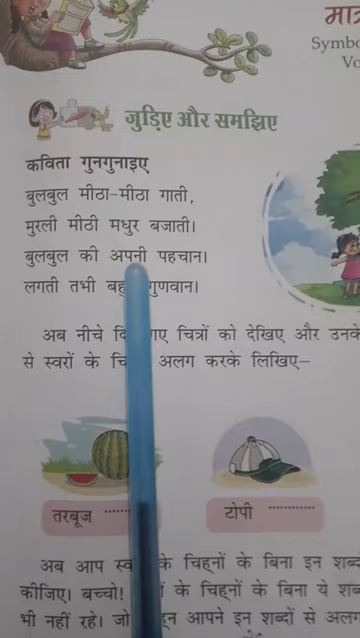 मात्
Symbo
Vo
जुड़िए और समझिए
कविता गुनगुनाइए
बुलबुल मीठा-मीठा गाती,
मुरली मीठी मधुर बजाती।
बुलबुल की अपनी पहचान।
लगती तभी गुणवान।
अब नीचे चित्रों को देखिए और उनके
से स्वरों के अलग करके लिखिए–
तरबूज ..........
टोपी ..........
अब आप के चिह्नों के बिना इन शब्द
कीजिए। बच्चो! के चिह्नों के बिना ये शब
भी नहीं रहे। जो आपने इन शब्दों से अलग